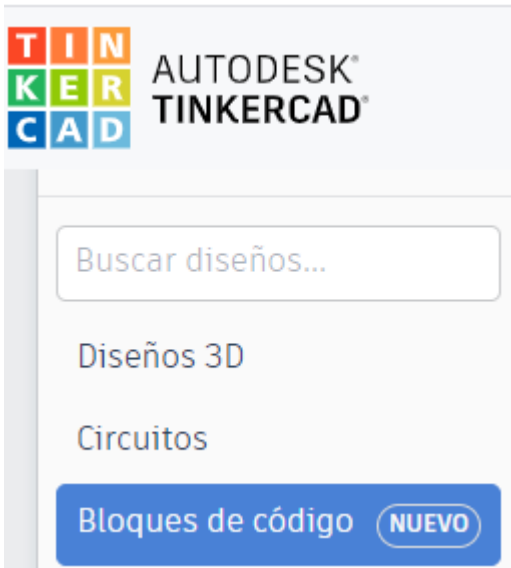 TIN
KER
CAD
AUTODESK®
TINKERCAD®
Buscar diseños...
Diseños 3D
Circuitos
Bloques de código NUEVO